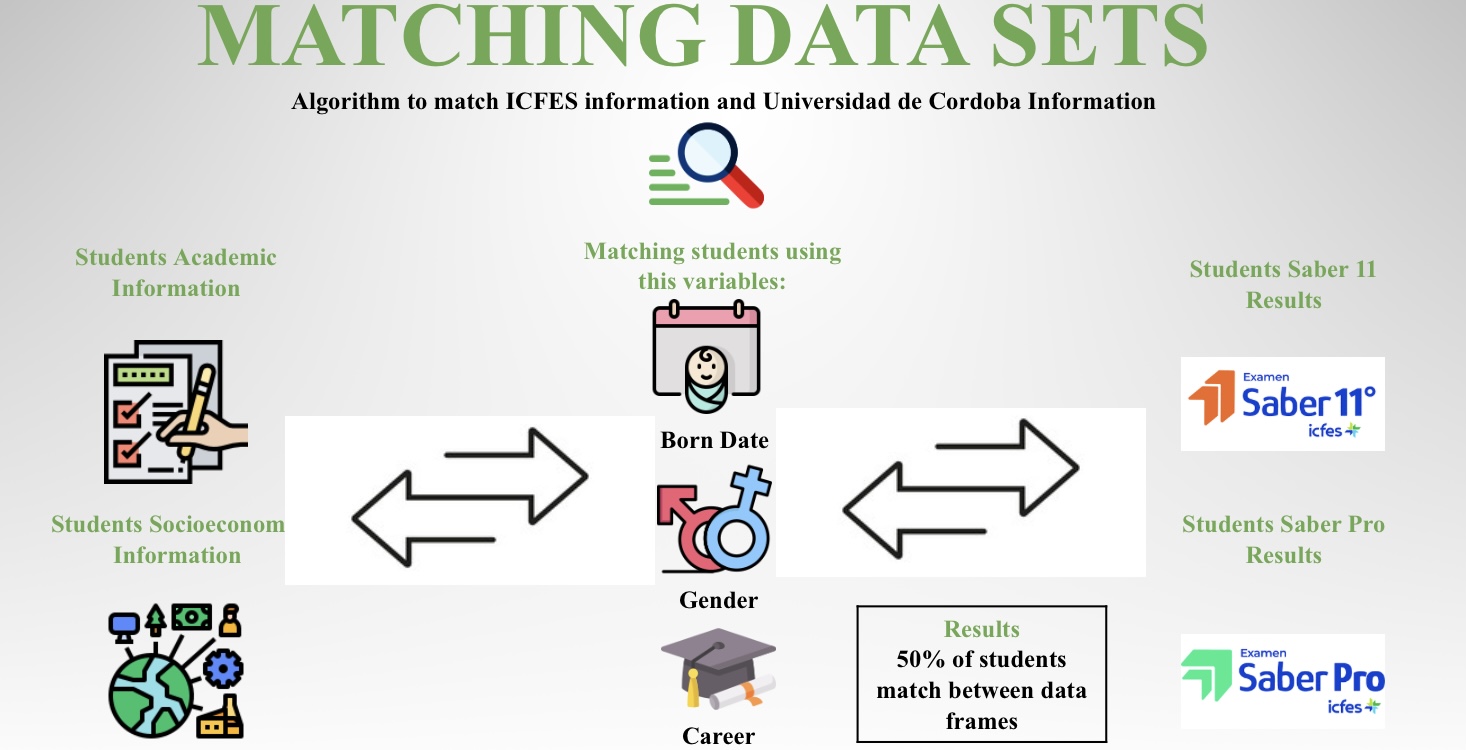 MATCHING DATA SETS
Algorithm to match ICFES information and Universidad de Cordoba Information
Students Academic
Information
Students Socioeconom
Information
Matching students using
this variables:
Born Date
Gender
Career
Results
50% of students
match between data
frames
Students Saber 11
Results
Examen
Saber 11°
icfes
Students Saber Pro
Results
Examen
Saber Pro
icfes